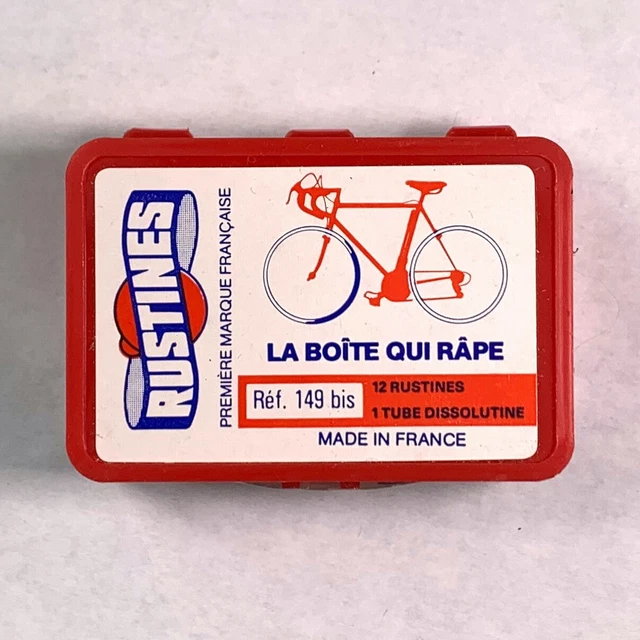 RUSTINES
PREMIÈRE MARQUE FRANÇAISE
LA BOÎTE QUI RÂPE
Réf. 149 bis
12 RUSTINES
1 TUBE DISSOLUTINE
MADE IN FRANCE